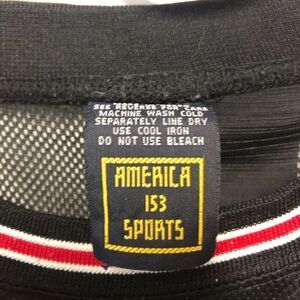 SEE REVERSE FOR CARE
MACHINE WASH COLD
SEPARATELY LINE DRY
USE COOL IRON
DO NOT USE BLEACH
AMERICA
153
SPORTS